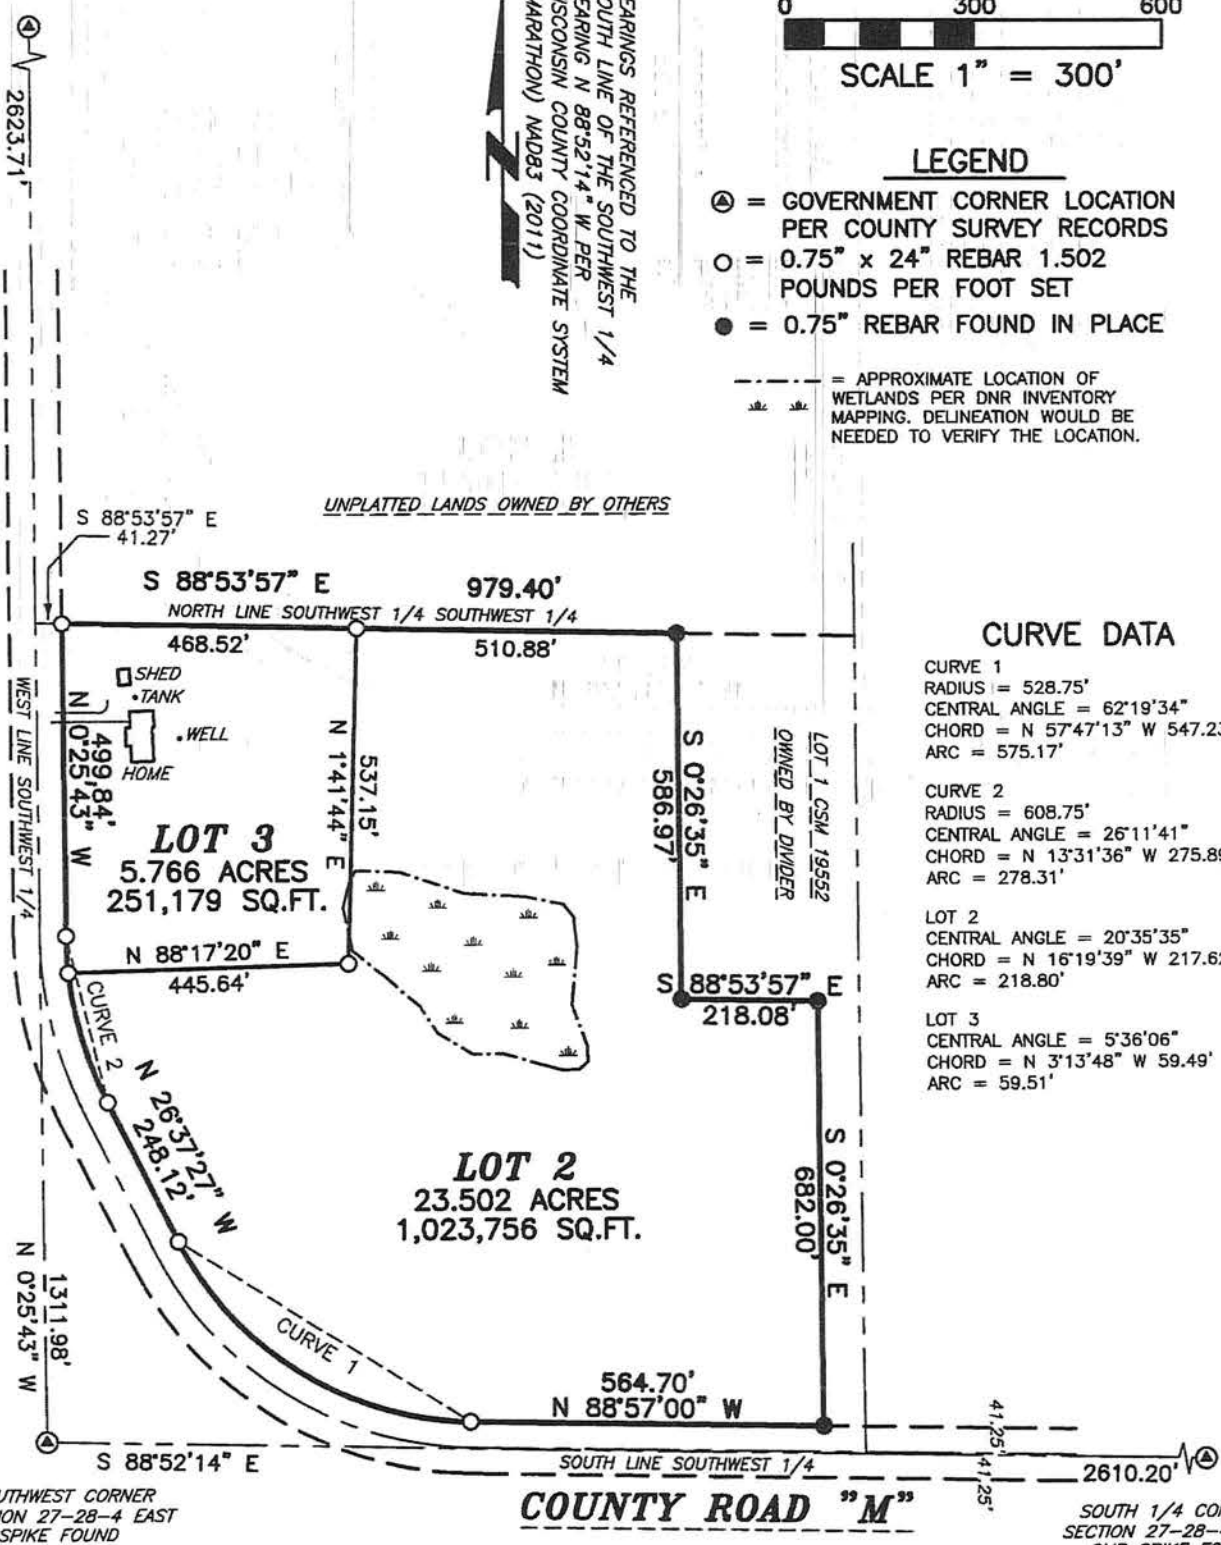 0 300 600
SCALE 1" = 300'
LEGEND
= GOVERNMENT CORNER LOCATION
PER COUNTY SURVEY RECORDS
= 0.75" x 24" REBAR 1.502
POUNDS PER FOOT SET
= 0.75" REBAR FOUND IN PLACE
= APPROXIMATE LOCATION OF
WETLANDS PER DNR INVENTORY
MAPPING. DELINEATION WOULD BE
NEEDED TO VERIFY THE LOCATION.
EARINGS REFERENCED TO THE
OUTH LINE OF THE SOUTHWEST 1/4
EARING N 88°52'14" W PER
ISCONSIN COUNTY COORDINATE SYSTEM
MARATHON) NAD83 (2011)
N
2623.71'
UNPLATTED LANDS OWNED BY OTHERS
S 88°53'57" E
41.27'
S 88°53'57" E 979.40'
NORTH LINE SOUTHWEST 1/4 SOUTHWEST 1/4
468.52' 510.88'
SHED
TANK
WELL
HOME
N 0°25'43" W
499.84'
WEST LINE SOUTHWEST 1/4
LOT 3
5.766 ACRES
251,179 SQ.FT.
537.15'
N 1°41'44" E
N 88°17'20" E
445.64'
S 0°26'35" E
586.97'
LOT 1 CSM 19552
OWNED BY DIVIDER
S 88°53'57" E
218.08'
CURVE DATA
CURVE 1
RADIUS = 528.75'
CENTRAL ANGLE = 62°19'34"
CHORD = N 57°47'13" W 547.23
ARC = 575.17'
CURVE 2
RADIUS = 608.75'
CENTRAL ANGLE = 26°11'41"
CHORD = N 13°31'36" W 275.89
ARC = 278.31'
LOT 2
CENTRAL ANGLE = 20°35'35"
CHORD = N 16°19'39" W 217.62
ARC = 218.80'
LOT 3
CENTRAL ANGLE = 5°36'06"
CHORD = N 3°13'48" W 59.49'
ARC = 59.51'
CURVE 2
N 26°37'27" W
248.12'
LOT 2
23.502 ACRES
1,023,756 SQ.FT.
S 0°26'35" E
682.00'
CURVE 1
564.70'
N 88°57'00" W
1311.98'
N 0°25'43" W
S 88°52'14" E
SOUTH LINE SOUTHWEST 1/4
41.25'
41.25'
2610.20'
COUNTY ROAD "M"
UTHWEST CORNER
ION 27-28-4 EAST
SPIKE FOUND
SOUTH 1/4 CO
SECTION 27-28-